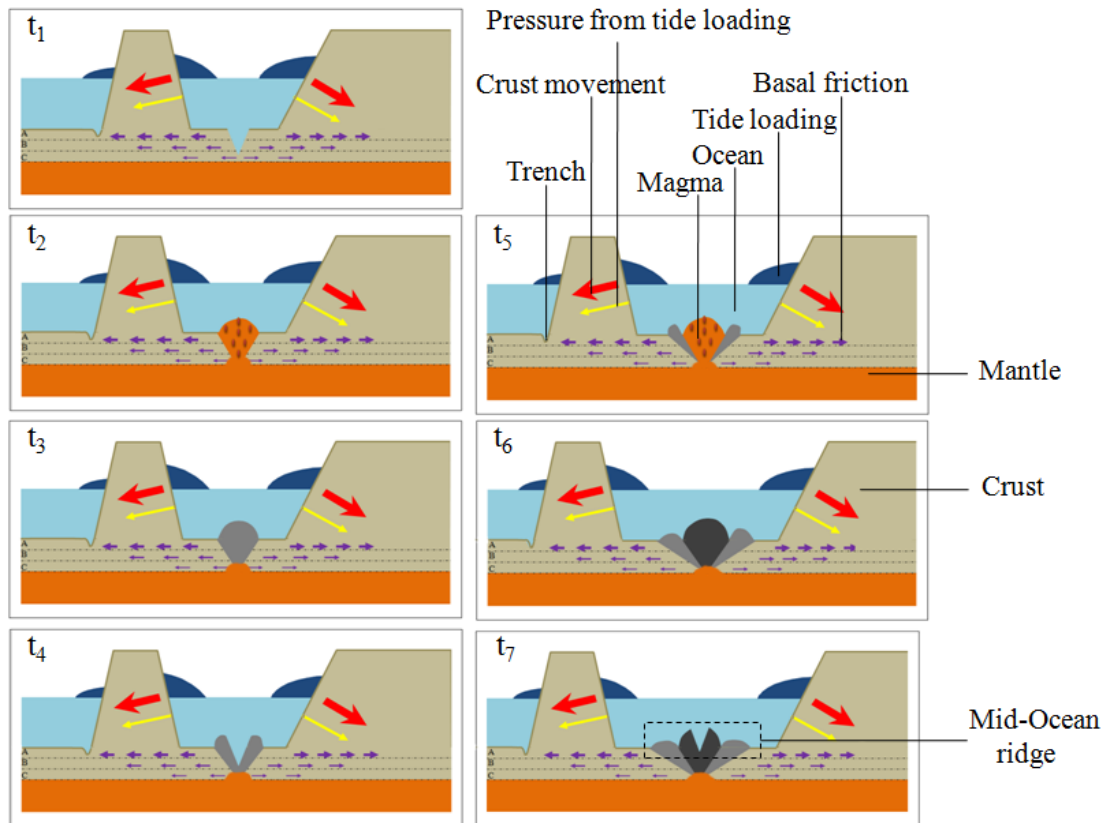 t1
Pressure from tide loading
Crust movement
Basal friction
Tide loading
Ocean
Trench
Magma
A
B
C
t2
A
B
C
t5
A
B
C
Mantle
t3
A
B
C
t6
A
B
C
Crust
t4
A
B
C
t7
A
B
C
Mid-Ocean
ridge